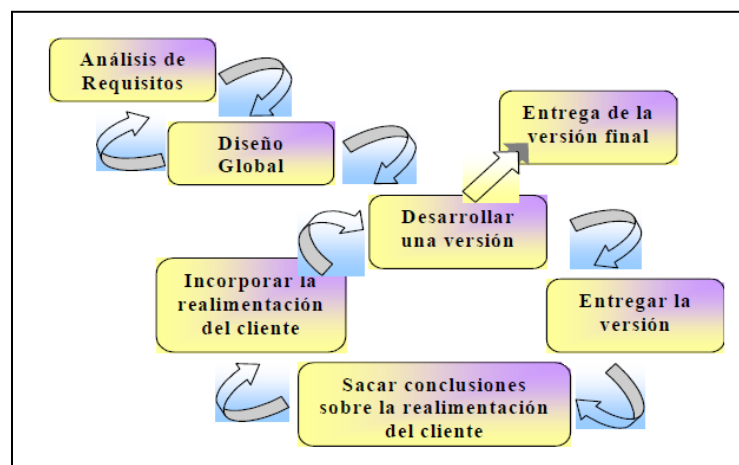 Análisis de
Requisitos
Diseño
Global
Entrega de la
versión final
Desarrollar
una versión
Incorporar la
realimentación
del cliente
Entregar la
versión
Sacar conclusiones
sobre la realimentación
del cliente